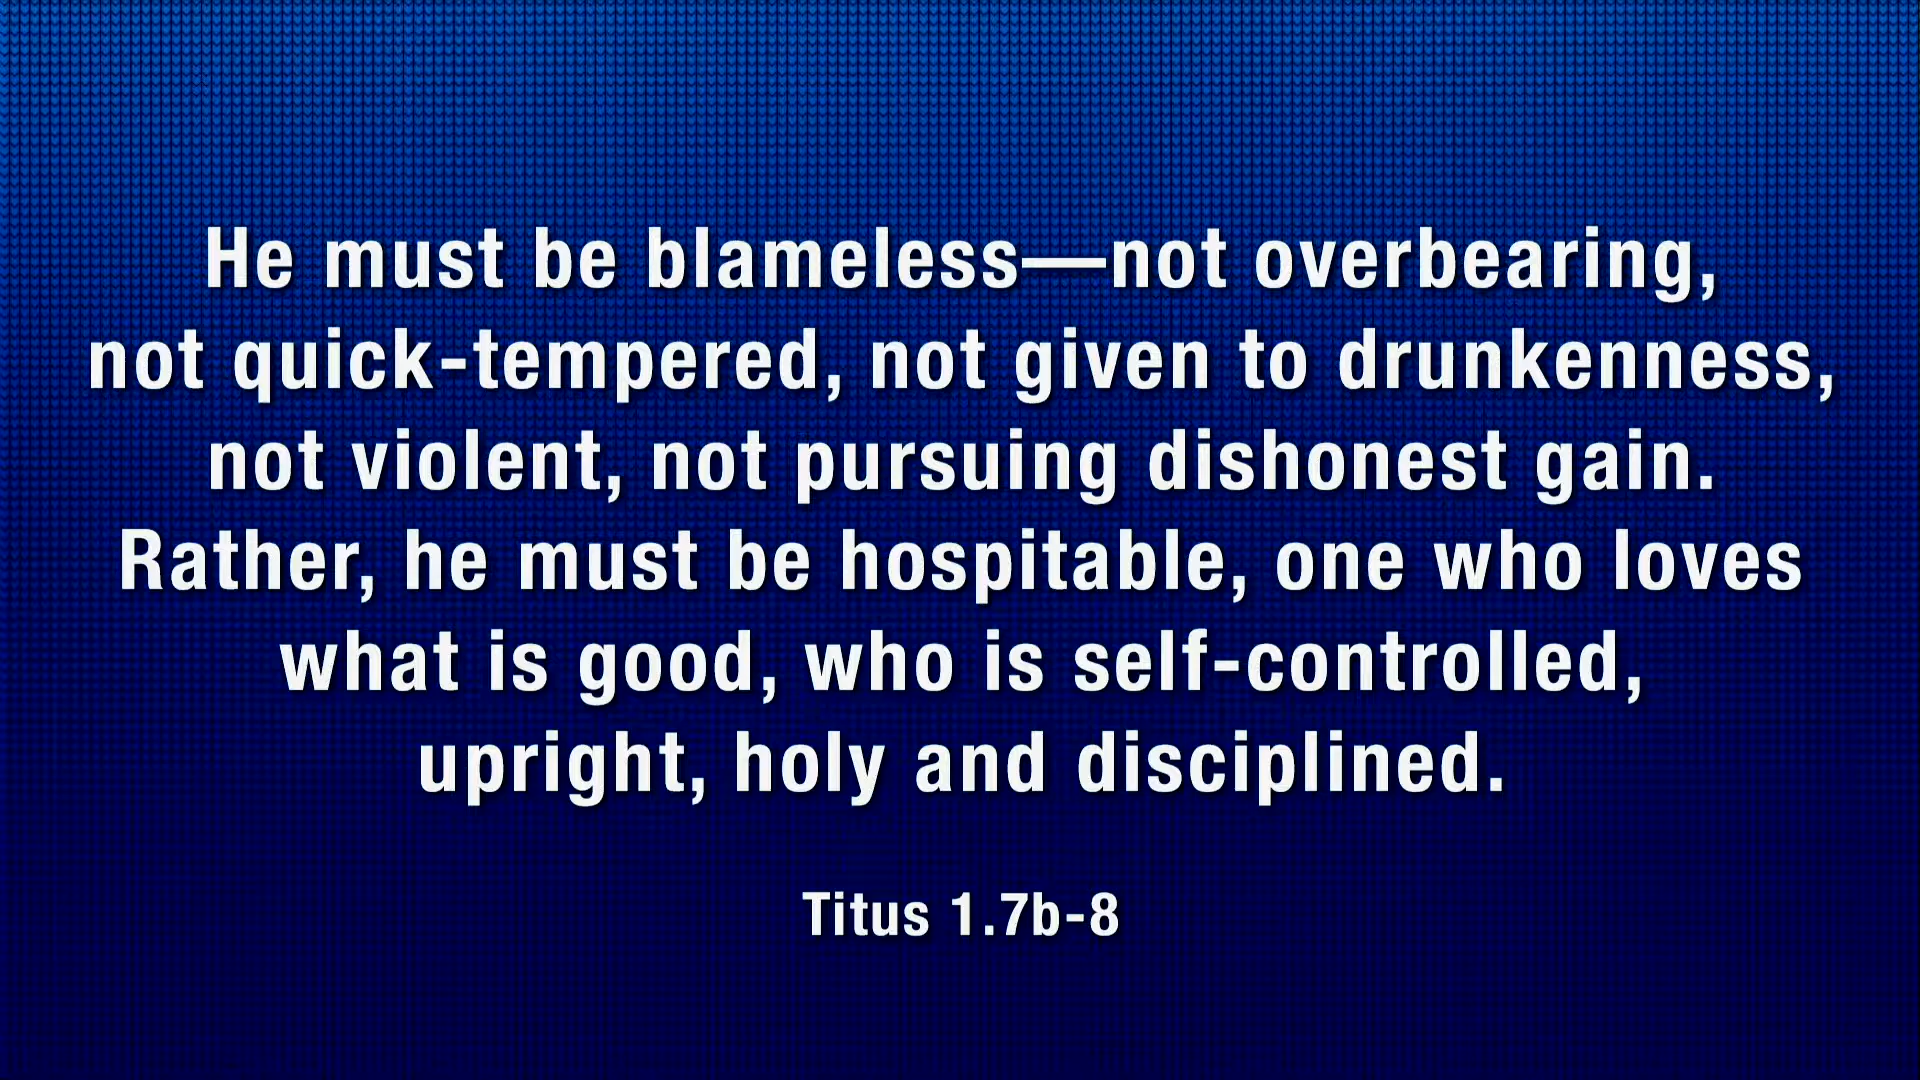 He must be blameless—not overbearing,
not quick-tempered, not given to drunkenness,
not violent, not pursuing dishonest gain.
Rather, he must be hospitable, one who loves
what is good, who is self-controlled,
upright, holy and disciplined.
Titus 1.7b-8